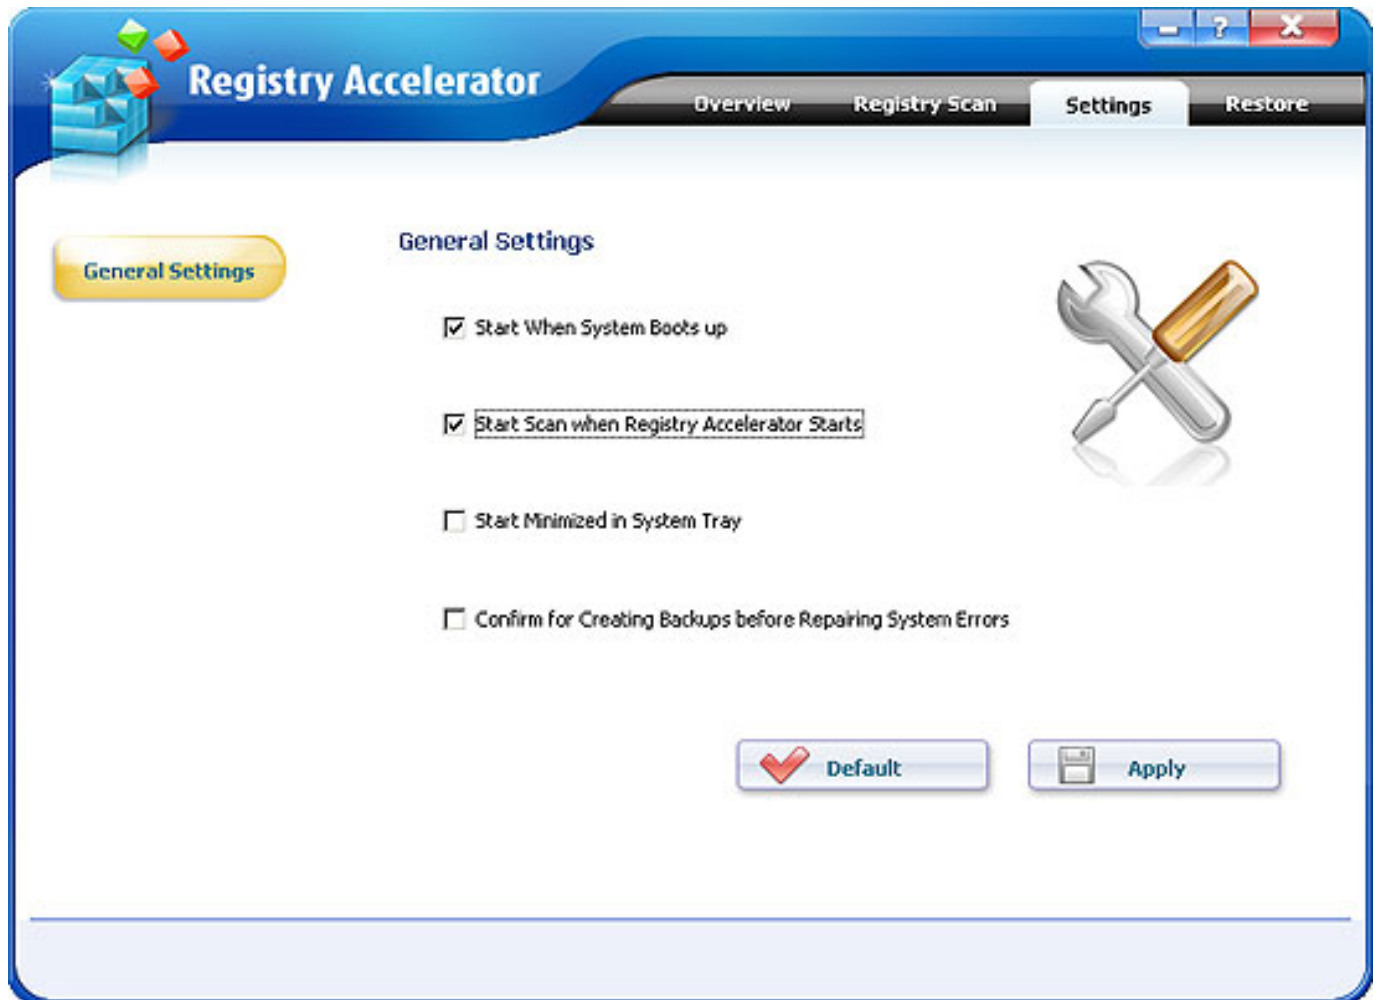 Registry Accelerator
?
Overview
Registry Scan
Settings
Restore
General Settings
General Settings
Start When System Boots up
Start Scan when Registry Accelerator Starts
Start Minimized in System Tray
Confirm for Creating Backups before Repairing System Errors
Default
Apply